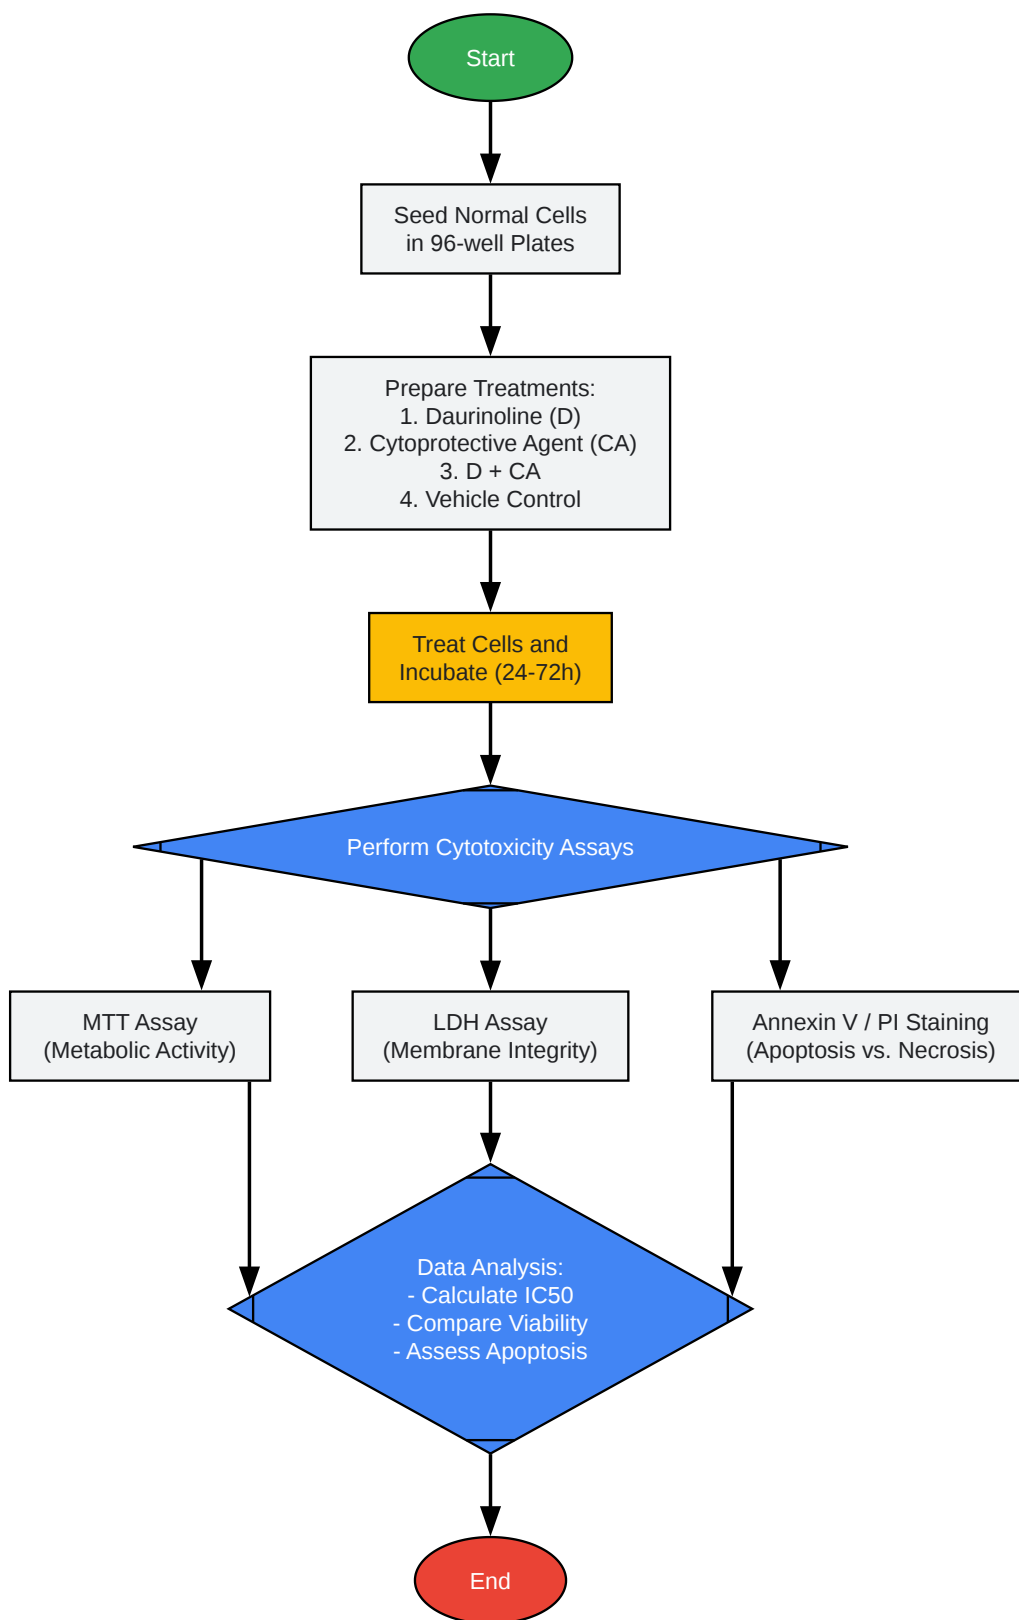 Start
Seed Normal Cells
in 96-well Plates
Prepare Treatments:
1. Daurinoline (D)
2. Cytoprotective Agent (CA)
3. D + CA
4. Vehicle Control
Treat Cells and
Incubate (24-72h)
Perform Cytotoxicity Assays
MTT Assay
(Metabolic Activity)
LDH Assay
(Membrane Integrity)
Annexin V / PI Staining
(Apoptosis vs. Necrosis)
Data Analysis:
- Calculate IC50
- Compare Viability
- Assess Apoptosis
End